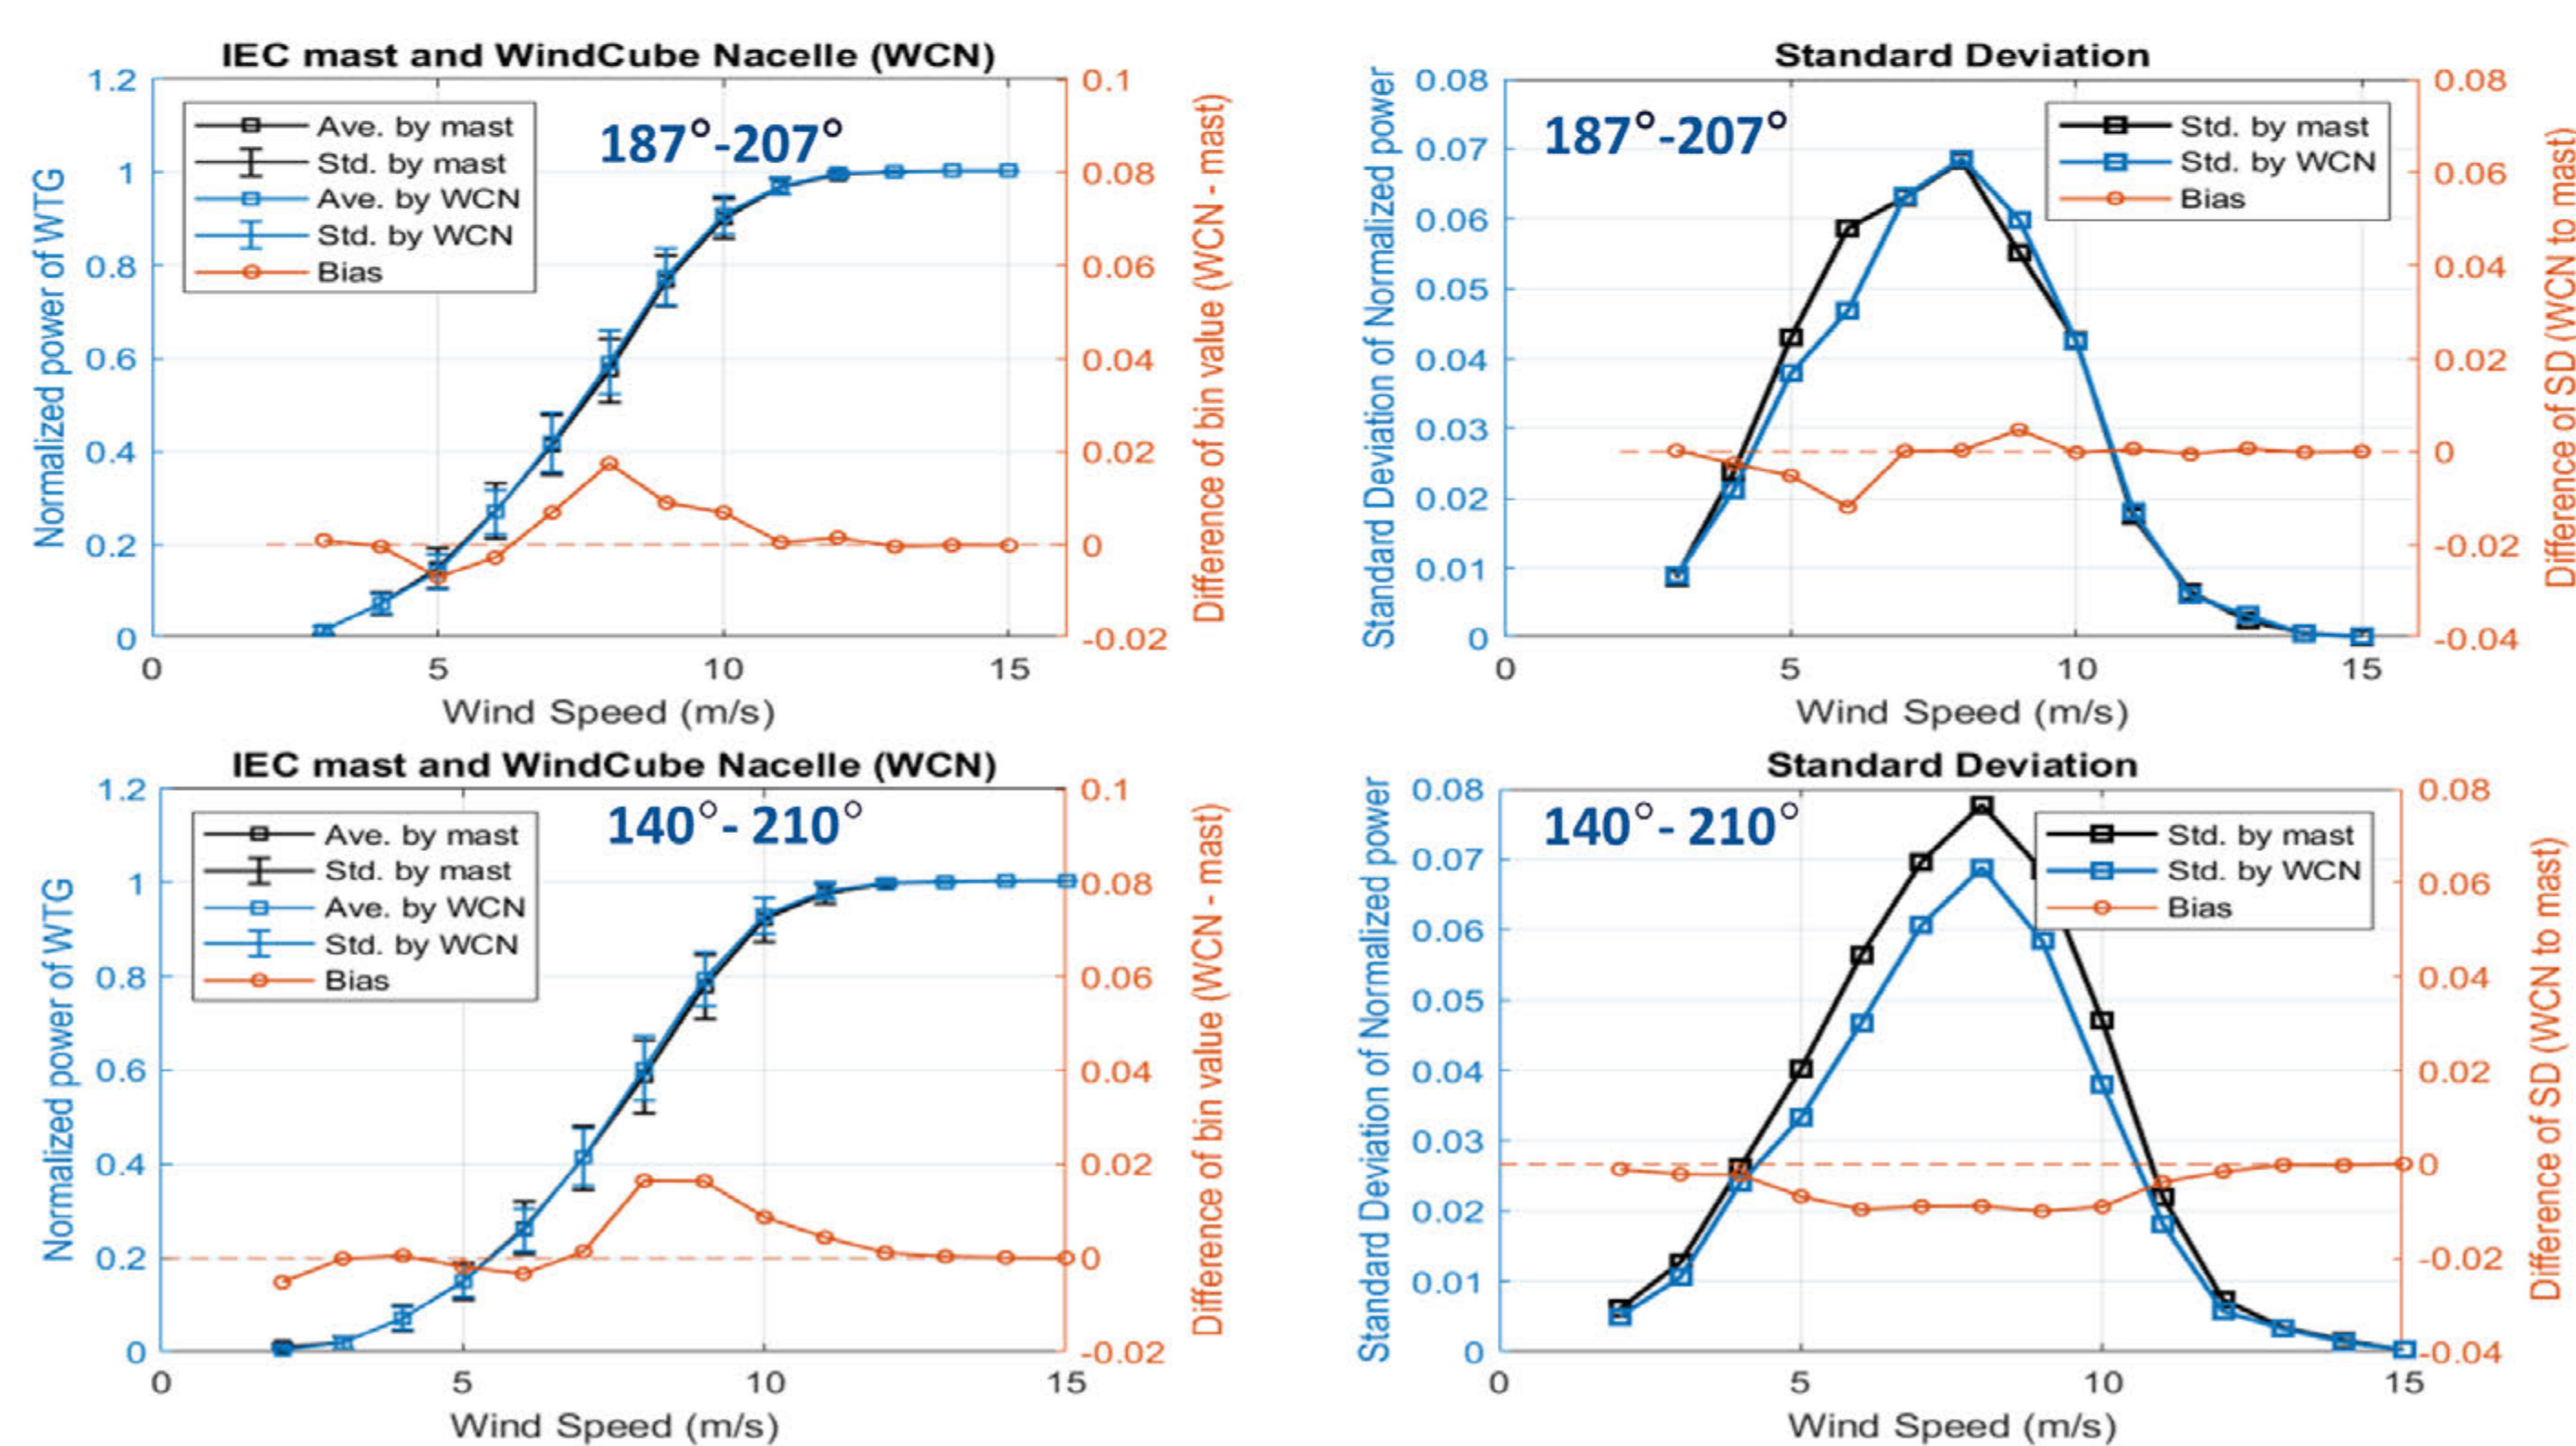 IEC mast and WindCube Nacelle (WCN)
187°-207°
Ave. by mast
Std. by mast
Ave. by WCN
Std. by WCN
Bias
Normalized power of WTG
1.2
1
0.8
0.6
0.4
0.2
0
0.1
0.08
0.06
0.04
0.02
0
-0.02
Difference of bin value (WCN - mast)
0
5
10
15
Wind Speed (m/s)
Standard Deviation
187°-207°
Std. by mast
Std. by WCN
Bias
Standard Deviation of Normalized power
0.08
0.07
0.06
0.05
0.04
0.03
0.02
0.01
0
0.08
0.06
0.04
0.02
0
-0.02
-0.04
Difference of SD (WCN to mast)
0
5
10
15
Wind Speed (m/s)
IEC mast and WindCube Nacelle (WCN)
140°- 210°
Ave. by mast
Std. by mast
Ave. by WCN
Std. by WCN
Bias
Normalized power of WTG
1.2
1
0.8
0.6
0.4
0.2
0
0.1
0.08
0.06
0.04
0.02
0
-0.02
Difference of bin value (WCN - mast)
0
5
10
15
Wind Speed (m/s)
Standard Deviation
140°- 210°
Std. by mast
Std. by WCN
Bias
Standard Deviation of Normalized power
0.08
0.07
0.06
0.05
0.04
0.03
0.02
0.01
0
0.08
0.06
0.04
0.02
0
-0.02
-0.04
Difference of SD (WCN to mast)
0
5
10
15
Wind Speed (m/s)